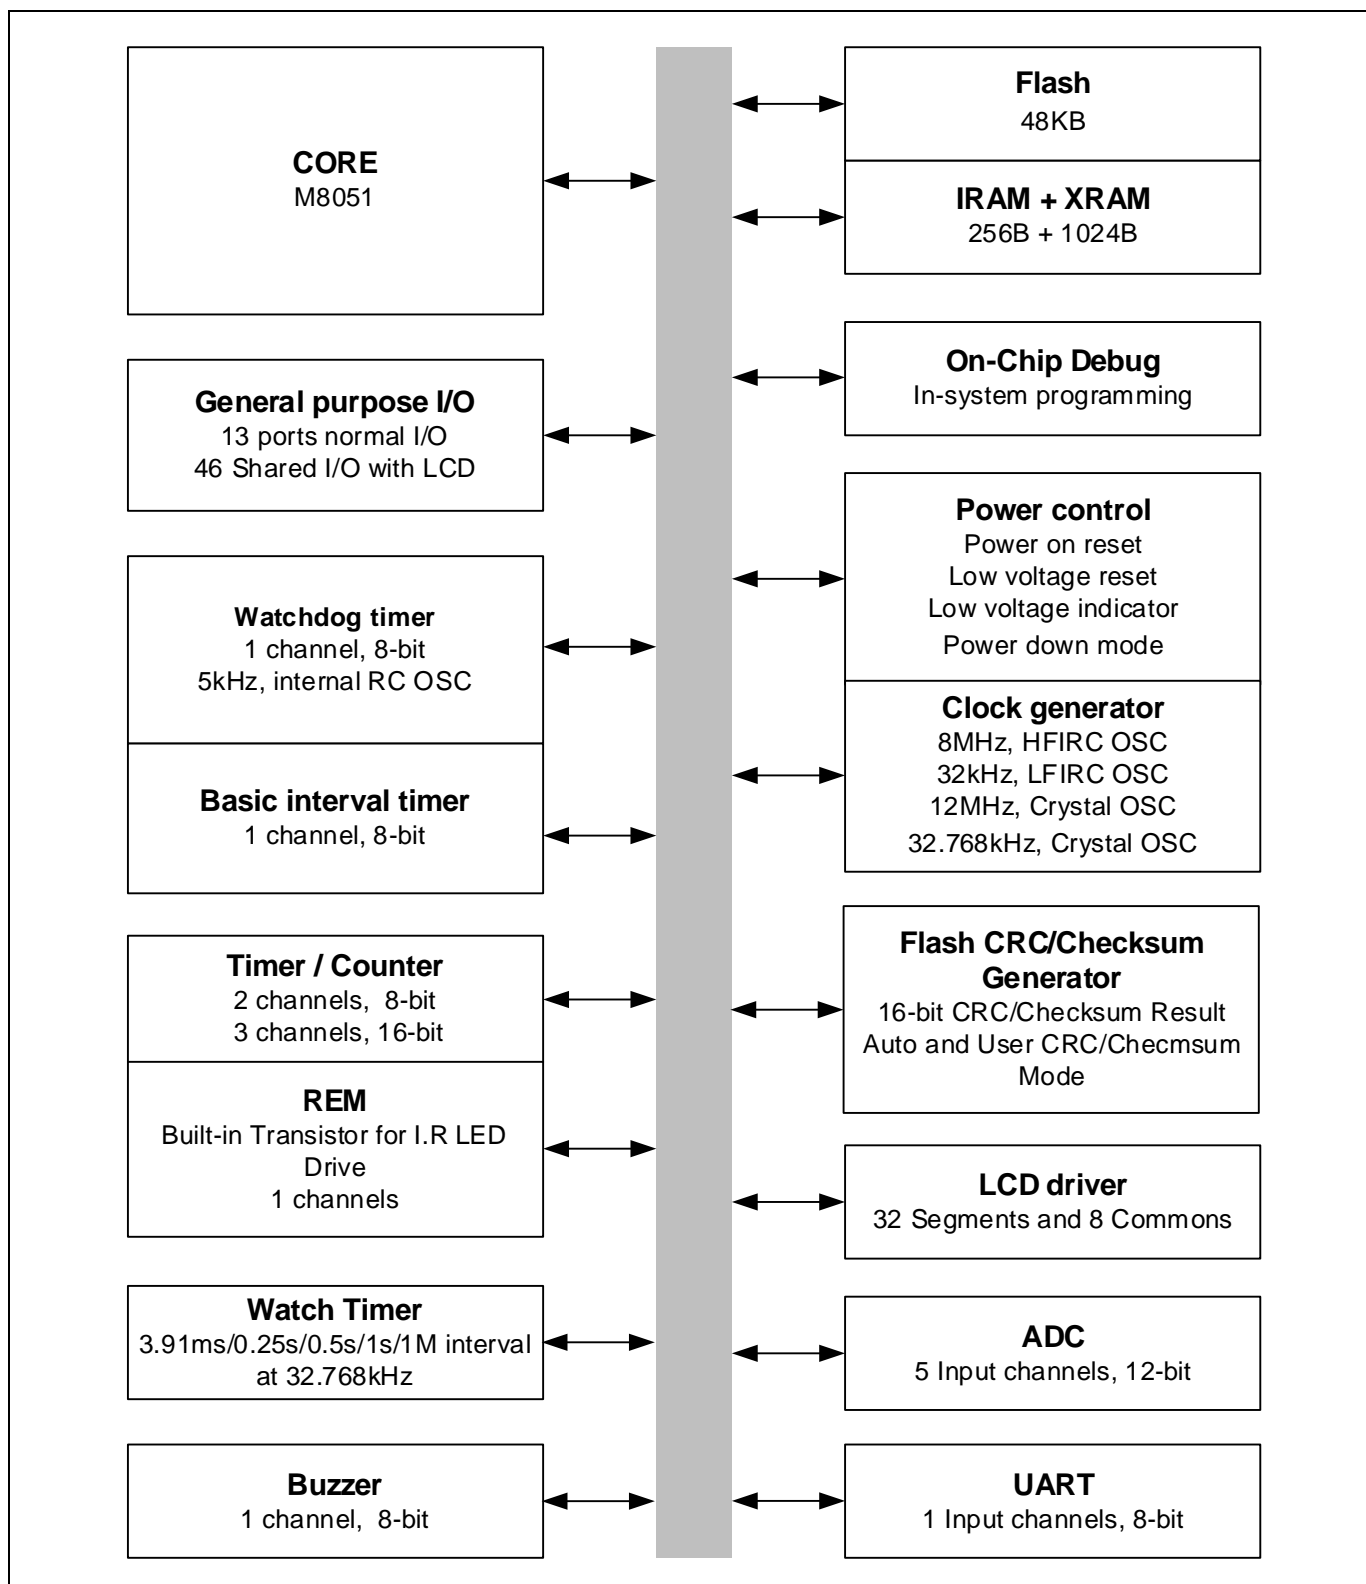 CORE
M8051
General purpose I/O
13 ports normal I/O
46 Shared I/O with LCD
Watchdog timer
1 channel, 8-bit
5kHz, internal RC OSC
Basic interval timer
1 channel, 8-bit
Timer / Counter
2 channels, 8-bit
3 channels, 16-bit
REM
Built-in Transistor for I.R LED
Drive
1 channels
Watch Timer
3.91ms/0.25s/0.5s/1s/1M interval
at 32.768kHz
Buzzer
1 channel, 8-bit
Flash
48KB
IRAM + XRAM
256B + 1024B
On-Chip Debug
In-system programming
Power control
Power on reset
Low voltage reset
Low voltage indicator
Power down mode
Clock generator
8MHz, HFIRC OSC
32kHz, LFIRC OSC
12MHz, Crystal OSC
32.768kHz, Crystal OSC
Flash CRC/Checksum
Generator
16-bit CRC/Checksum Result
Auto and User CRC/Checmsum
Mode
LCD driver
32 Segments and 8 Commons
ADC
5 Input channels, 12-bit
UART
1 Input channels, 8-bit